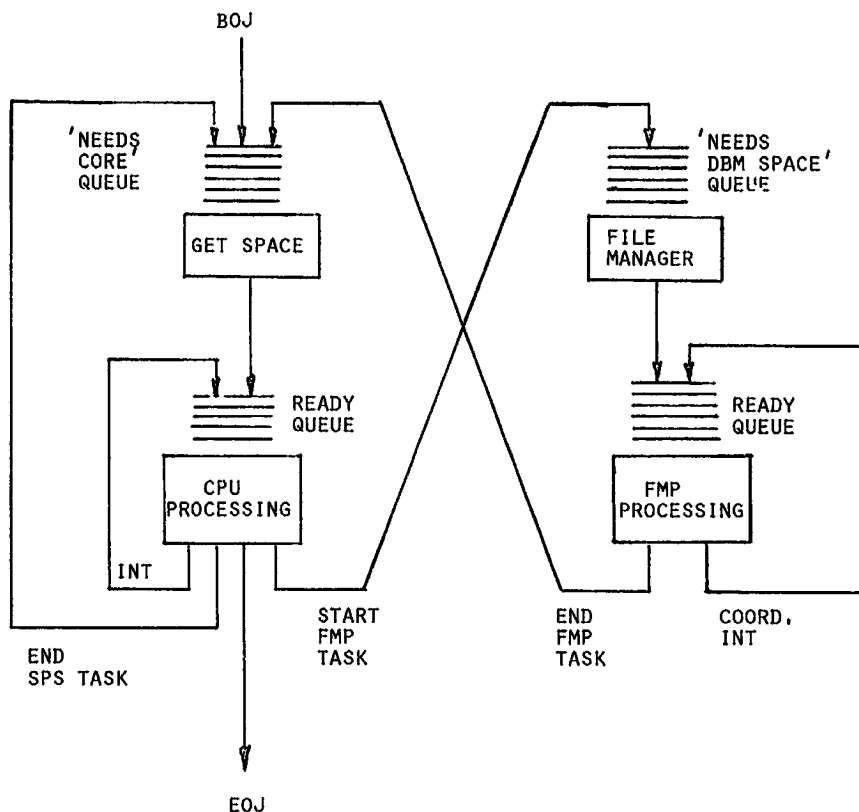 BOJ
'NEEDS
CORE'
QUEUE
'NEEDS
DBM SPACE'
QUEUE
GET SPACE
FILE
MANAGER
READY
QUEUE
READY
QUEUE
CPU
PROCESSING
FMP
PROCESSING
INT
START
FMP
TASK
END
FMP
TASK
COORD.
INT
END
SPS TASK
EOJ